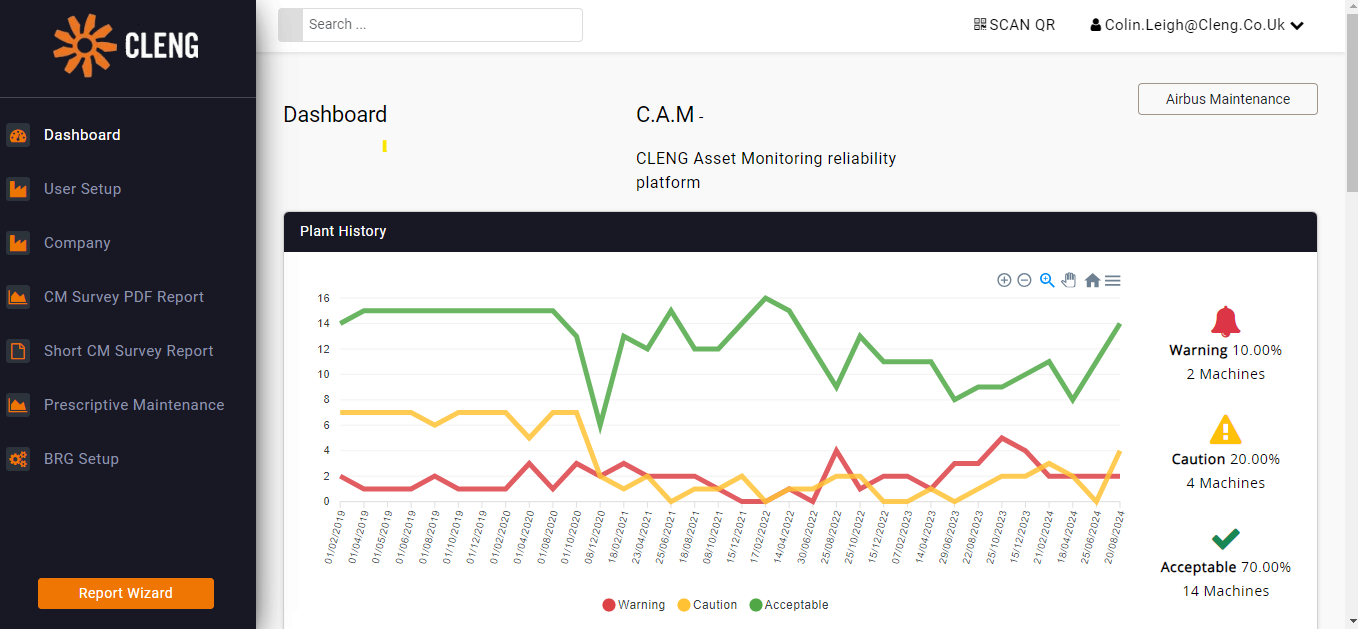 CLENG
Search ...
SCAN QR
Colin.Leigh@Cleng.Co.Uk
Dashboard
User Setup
Company
CM Survey PDF Report
Short CM Survey Report
Prescriptive Maintenance
BRG Setup
Report Wizard
Dashboard
C.A.M -
CLENG Asset Monitoring reliability
platform
Airbus Maintenance
Plant History
16
14
12
10
8
6
4
2
0
01/02/2019
01/04/2019
01/05/2019
01/06/2019
01/08/2019
01/10/2019
01/12/2019
01/02/2020
01/04/2020
01/08/2020
01/10/2020
08/12/2020
18/02/2021
23/04/2021
25/06/2021
18/08/2021
08/10/2021
15/12/2021
17/02/2022
14/04/2022
30/06/2022
25/08/2022
25/10/2022
15/12/2022
07/02/2023
14/04/2023
29/06/2023
22/08/2023
25/10/2023
15/12/2023
21/02/2024
18/04/2024
25/06/2024
20/08/2024
Warning
Caution
Acceptable
Warning 10.00%
2 Machines
Caution 20.00%
4 Machines
Acceptable 70.00%
14 Machines